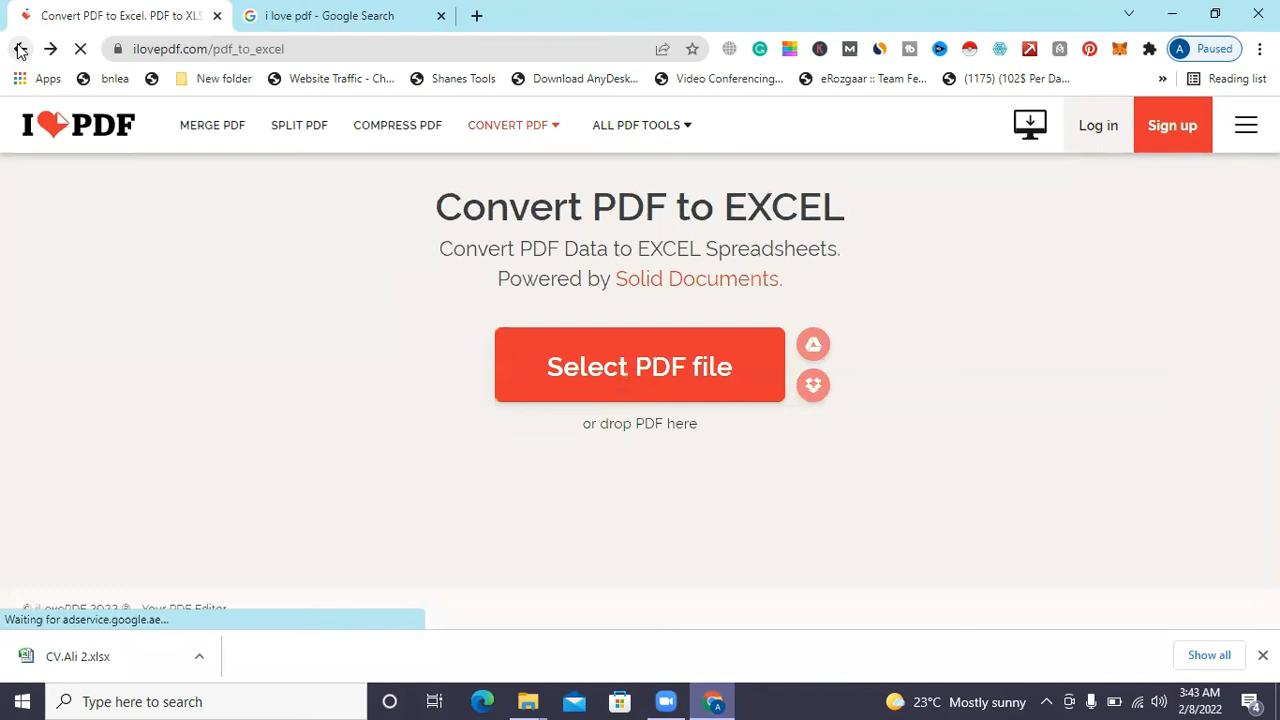 Convert PDF to Excel. PDF to XLS
i love pdf - Google Search
ilovepdf.com/pdf_to_excel
A Paused
Apps
bnlea
New folder
Website Traffic - Ch...
Shanes Tools
Download AnyDesk...
Video Conferencing...
eRozgaar :: Team Fe...
(1175) (102$ Per Da...
»
Reading list
I PDF
MERGE PDF
SPLIT PDF
COMPRESS PDF
CONVERT PDF
ALL PDF TOOLS
Log in
Sign up
Convert PDF to EXCEL
Convert PDF Data to EXCEL Spreadsheets.
Powered by Solid Documents.
Select PDF file
or drop PDF here
Your PDF Editor
Waiting for adservice.google.ae...
CV.Ali 2.xlsx
Show all
Type here to search
23°C Mostly sunny
3:43 AM
2/8/2022
4